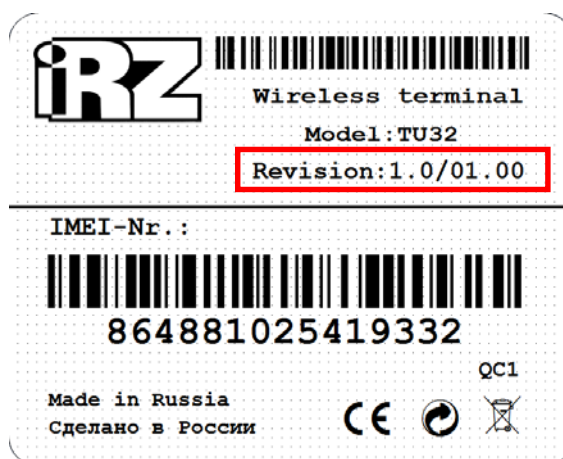 iRZ
Wireless terminal
Model:TU32
Revision:1.0/01.00
IMEI-Nr.:
864881025419332
QC1
Made in Russia
Сделано в России
CE